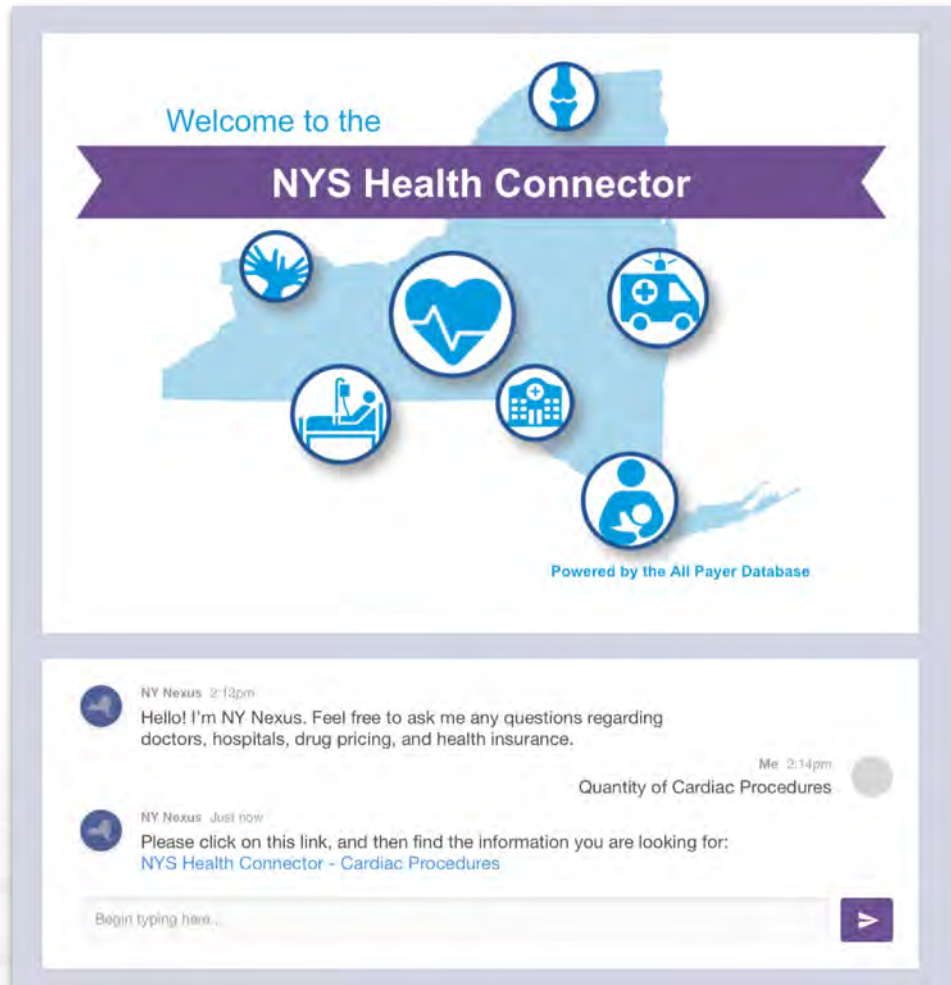 Welcome to the
NYS Health Connector
Powered by the All Payer Database
NY Nexus 2:12pm
Hello! I'm NY Nexus. Feel free to ask me any questions regarding
doctors, hospitals, drug pricing, and health insurance.
Me 2:14pm
Quantity of Cardiac Procedures
NY Nexus Just now
Please click on this link, and then find the information you are looking for:
NYS Health Connector - Cardiac Procedures
Begin typing here...